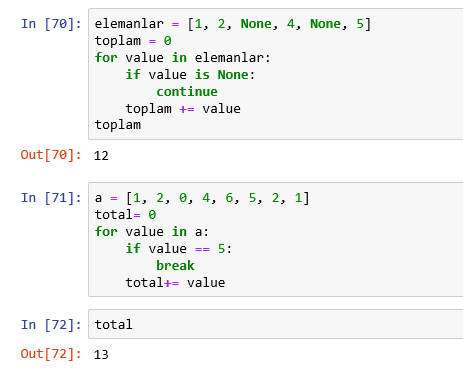 In [70]: elemanlar = [1, 2, None, 4, None, 5]
toplam = 0
for value in elemanlar:
    if value is None:
        continue
    toplam += value
toplam
Out[70]: 12
In [71]: a = [1, 2, 0, 4, 6, 5, 2, 1]
total= 0
for value in a:
    if value == 5:
        break
    total+= value
In [72]: total
Out[72]: 13